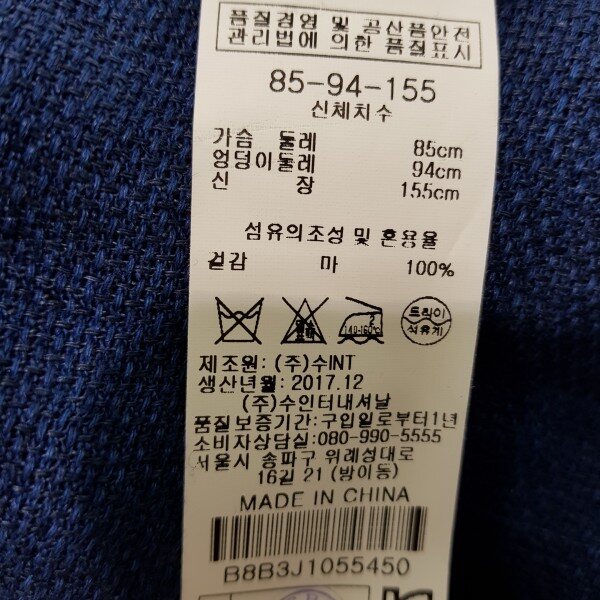 품질경영 및 공산품안전
관리법에 의한 품질표시
85-94-155
신체치수
가슴 둘레 85cm
엉덩이둘레 94cm
신 장 155cm
섬유의조성 및 혼용율
겉감 마 100%
2
140-160℃
드라이
석유계
제조원: (주)수INT
생산년월: 2017.12
(주)수인터내셔날
품질보증기간:구입일로부터1년
소비자상담실:080-990-5555
서울시 송파구 위례성대로
16길 21 (방이동)
MADE IN CHINA
B8B3J1055450